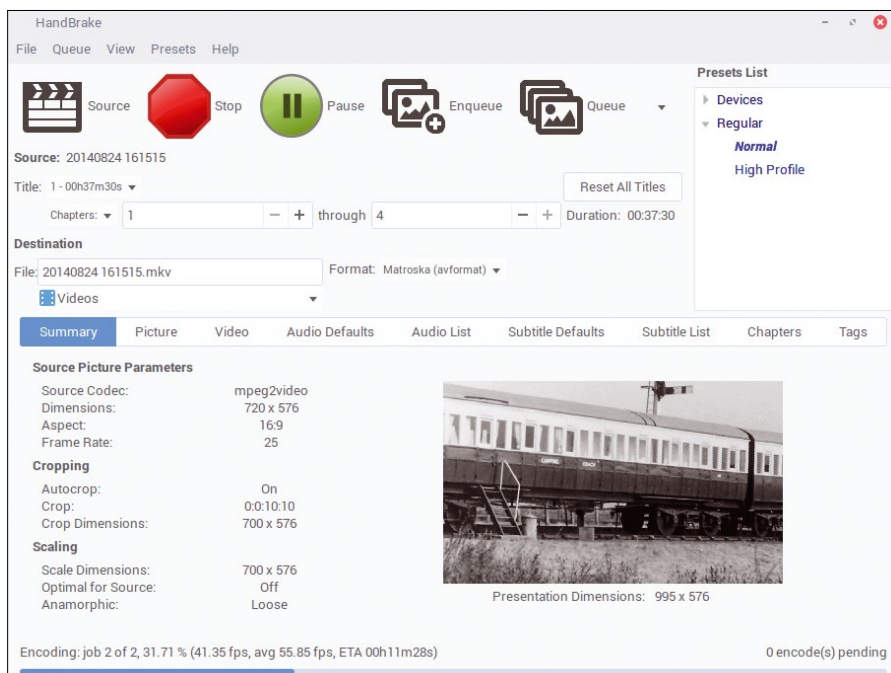 HandBrake
File Queue View Presets Help
Source Stop Pause Enqueue Queue
Presets List
Devices
Regular
Normal
High Profile
Source: 20140824 161515
Title: 1 - 00h37m30s Reset All Titles
Chapters: 1 through 4 Duration: 00:37:30
Destination
File: 20140824 161515.mkv Format: Matroska (avformat)
Videos
Summary Picture Video Audio Defaults Audio List Subtitle Defaults Subtitle List Chapters Tags
Source Picture Parameters
Source Codec: mpeg2video
Dimensions: 720 x 576
Aspect: 16:9
Frame Rate: 25
Cropping
Autocrop: On
Crop: 0:0:10:10
Crop Dimensions: 700 x 576
Scaling
Scale Dimensions: 700 x 576
Optimal for Source: Off
Anamorphic: Loose
CAMPING COACH
Presentation Dimensions: 995 x 576
Encoding: job 2 of 2, 31.71 % (41.35 fps, avg 55.85 fps, ETA 00h11m28s) 0 encode(s) pending